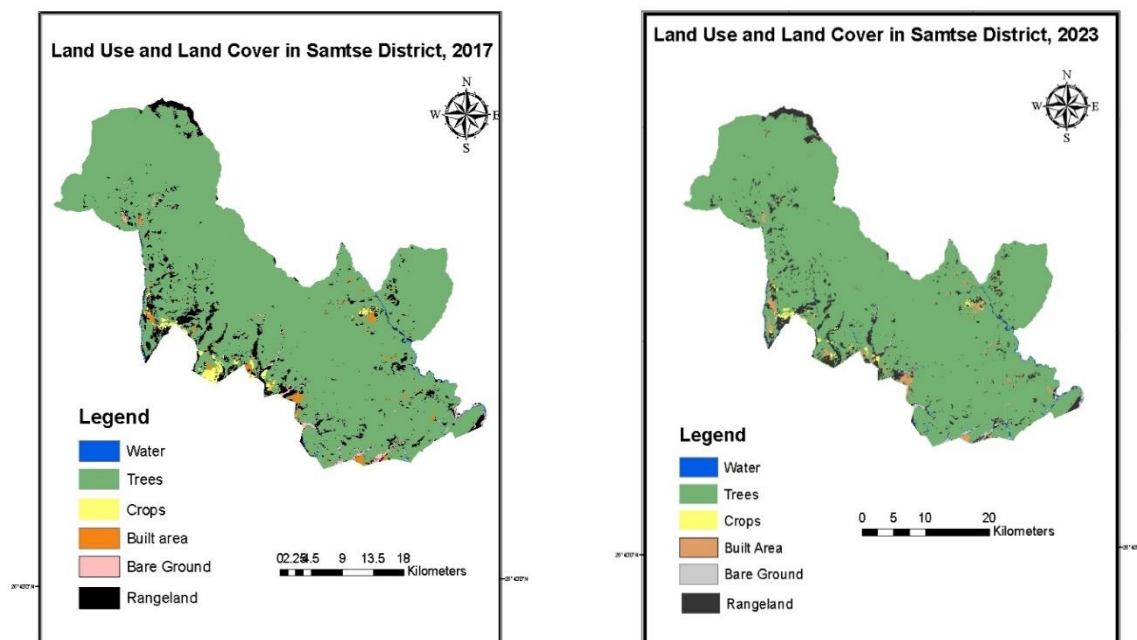 Land Use and Land Cover in Samtse District, 2017
N
W E
S
Legend
Water
Trees
Crops
Built area
Bare Ground
Rangeland
9 13.5 18
Kilometers
Land Use and Land Cover in Samtse District, 2023
N
W E
S
Legend
Water
Trees
Crops
Built Area
Bare Ground
Rangeland
0 5 10 20
Kilometers